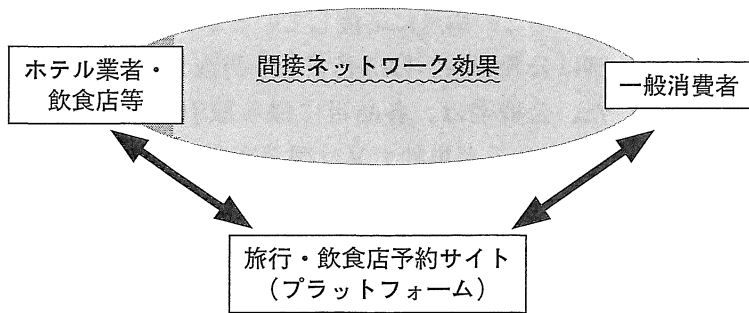 ホテル業者・
飲食店等
間接ネットワーク効果
一般消費者
旅行・飲食店予約サイト
（プラットフォーム）